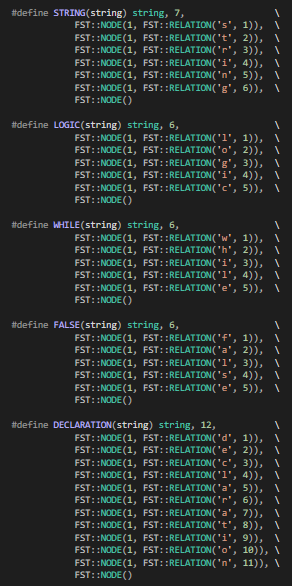 #define STRING(string) string, 7, \
FST::NODE(1, FST::RELATION('s', 1)), \
FST::NODE(1, FST::RELATION('t', 2)), \
FST::NODE(1, FST::RELATION('r', 3)), \
FST::NODE(1, FST::RELATION('i', 4)), \
FST::NODE(1, FST::RELATION('n', 5)), \
FST::NODE(1, FST::RELATION('g', 6)), \
FST::NODE()
#define LOGIC(string) string, 6, \
FST::NODE(1, FST::RELATION('l', 1)), \
FST::NODE(1, FST::RELATION('o', 2)), \
FST::NODE(1, FST::RELATION('g', 3)), \
FST::NODE(1, FST::RELATION('i', 4)), \
FST::NODE(1, FST::RELATION('c', 5)), \
FST::NODE()
#define WHILE(string) string, 6, \
FST::NODE(1, FST::RELATION('w', 1)), \
FST::NODE(1, FST::RELATION('h', 2)), \
FST::NODE(1, FST::RELATION('i', 3)), \
FST::NODE(1, FST::RELATION('l', 4)), \
FST::NODE(1, FST::RELATION('e', 5)), \
FST::NODE()
#define FALSE(string) string, 6, \
FST::NODE(1, FST::RELATION('f', 1)), \
FST::NODE(1, FST::RELATION('a', 2)), \
FST::NODE(1, FST::RELATION('l', 3)), \
FST::NODE(1, FST::RELATION('s', 4)), \
FST::NODE(1, FST::RELATION('e', 5)), \
FST::NODE()
#define DECLARATION(string) string, 12, \
FST::NODE(1, FST::RELATION('d', 1)), \
FST::NODE(1, FST::RELATION('e', 2)), \
FST::NODE(1, FST::RELATION('c', 3)), \
FST::NODE(1, FST::RELATION('l', 4)), \
FST::NODE(1, FST::RELATION('a', 5)), \
FST::NODE(1, FST::RELATION('r', 6)), \
FST::NODE(1, FST::RELATION('a', 7)), \
FST::NODE(1, FST::RELATION('t', 8)), \
FST::NODE(1, FST::RELATION('i', 9)), \
FST::NODE(1, FST::RELATION('o', 10)), \
FST::NODE(1, FST::RELATION('n', 11)), \
FST::NODE()